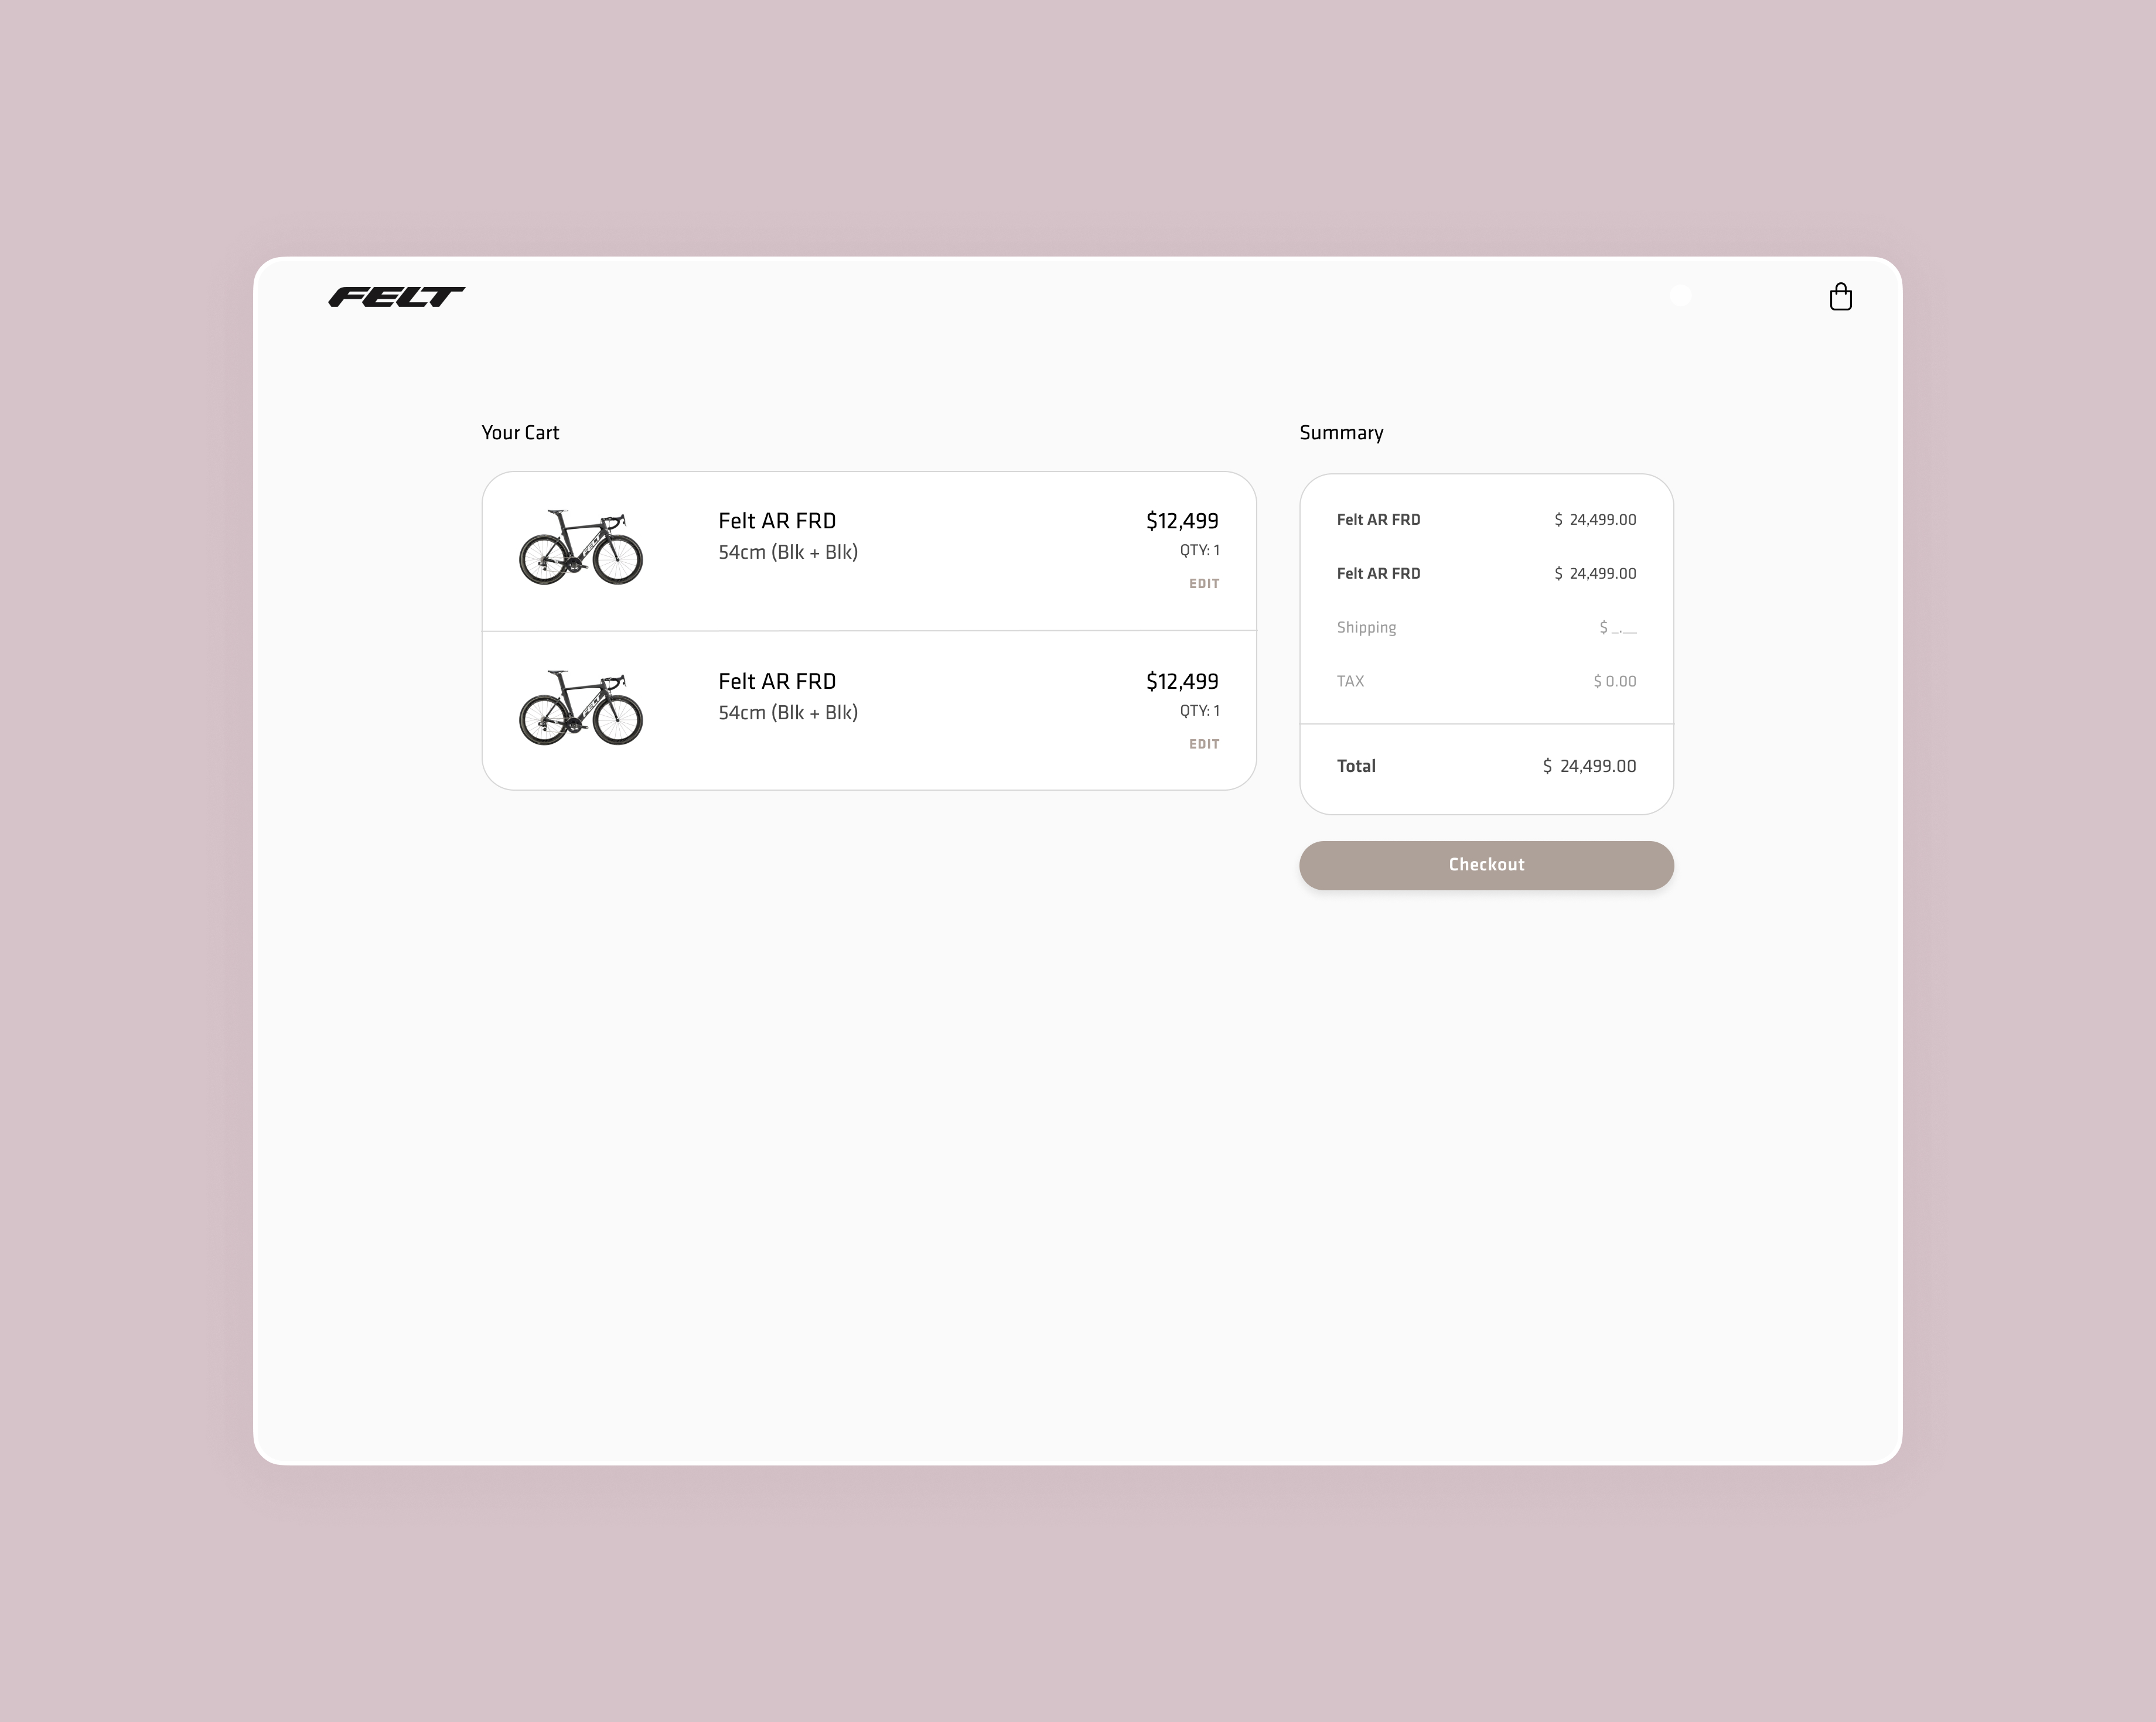 FELT
Your Cart
Felt AR FRD
54cm (Blk + Blk)
$12,499
QTY: 1
EDIT
Felt AR FRD
54cm (Blk + Blk)
$12,499
QTY: 1
EDIT
Summary
Felt AR FRD $ 24,499.00
Felt AR FRD $ 24,499.00
Shipping $ _.__
TAX $ 0.00
Total $ 24,499.00
Checkout